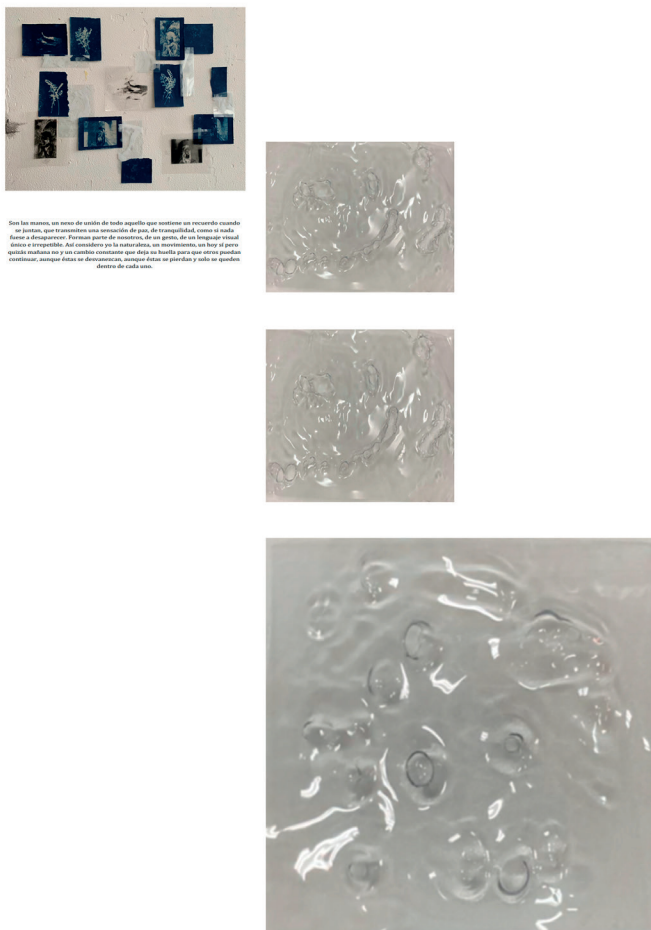 Son las manos, un nexo de unión de todo aquello que sostiene un recuerdo cuando
se juntan, que transmiten una sensación de paz, de tranquilidad, como si nada
fuese a desaparecer. Forman parte de nosotros, de un gesto, de un lenguaje visual
único e irrepetible. Así considero yo la naturaleza, un movimiento, un hoy sí pero
quizás mañana no y un cambio constante que deja su huella para que otros puedan
continuar, aunque éstas se desvanezcan, aunque éstas se pierdan y solo se queden
dentro de cada uno.